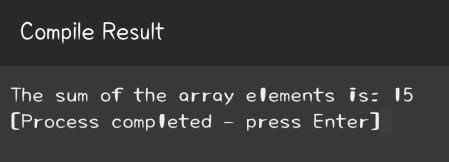 Compile Result
The sum of the array elements is: 15
[Process completed - press Enter]